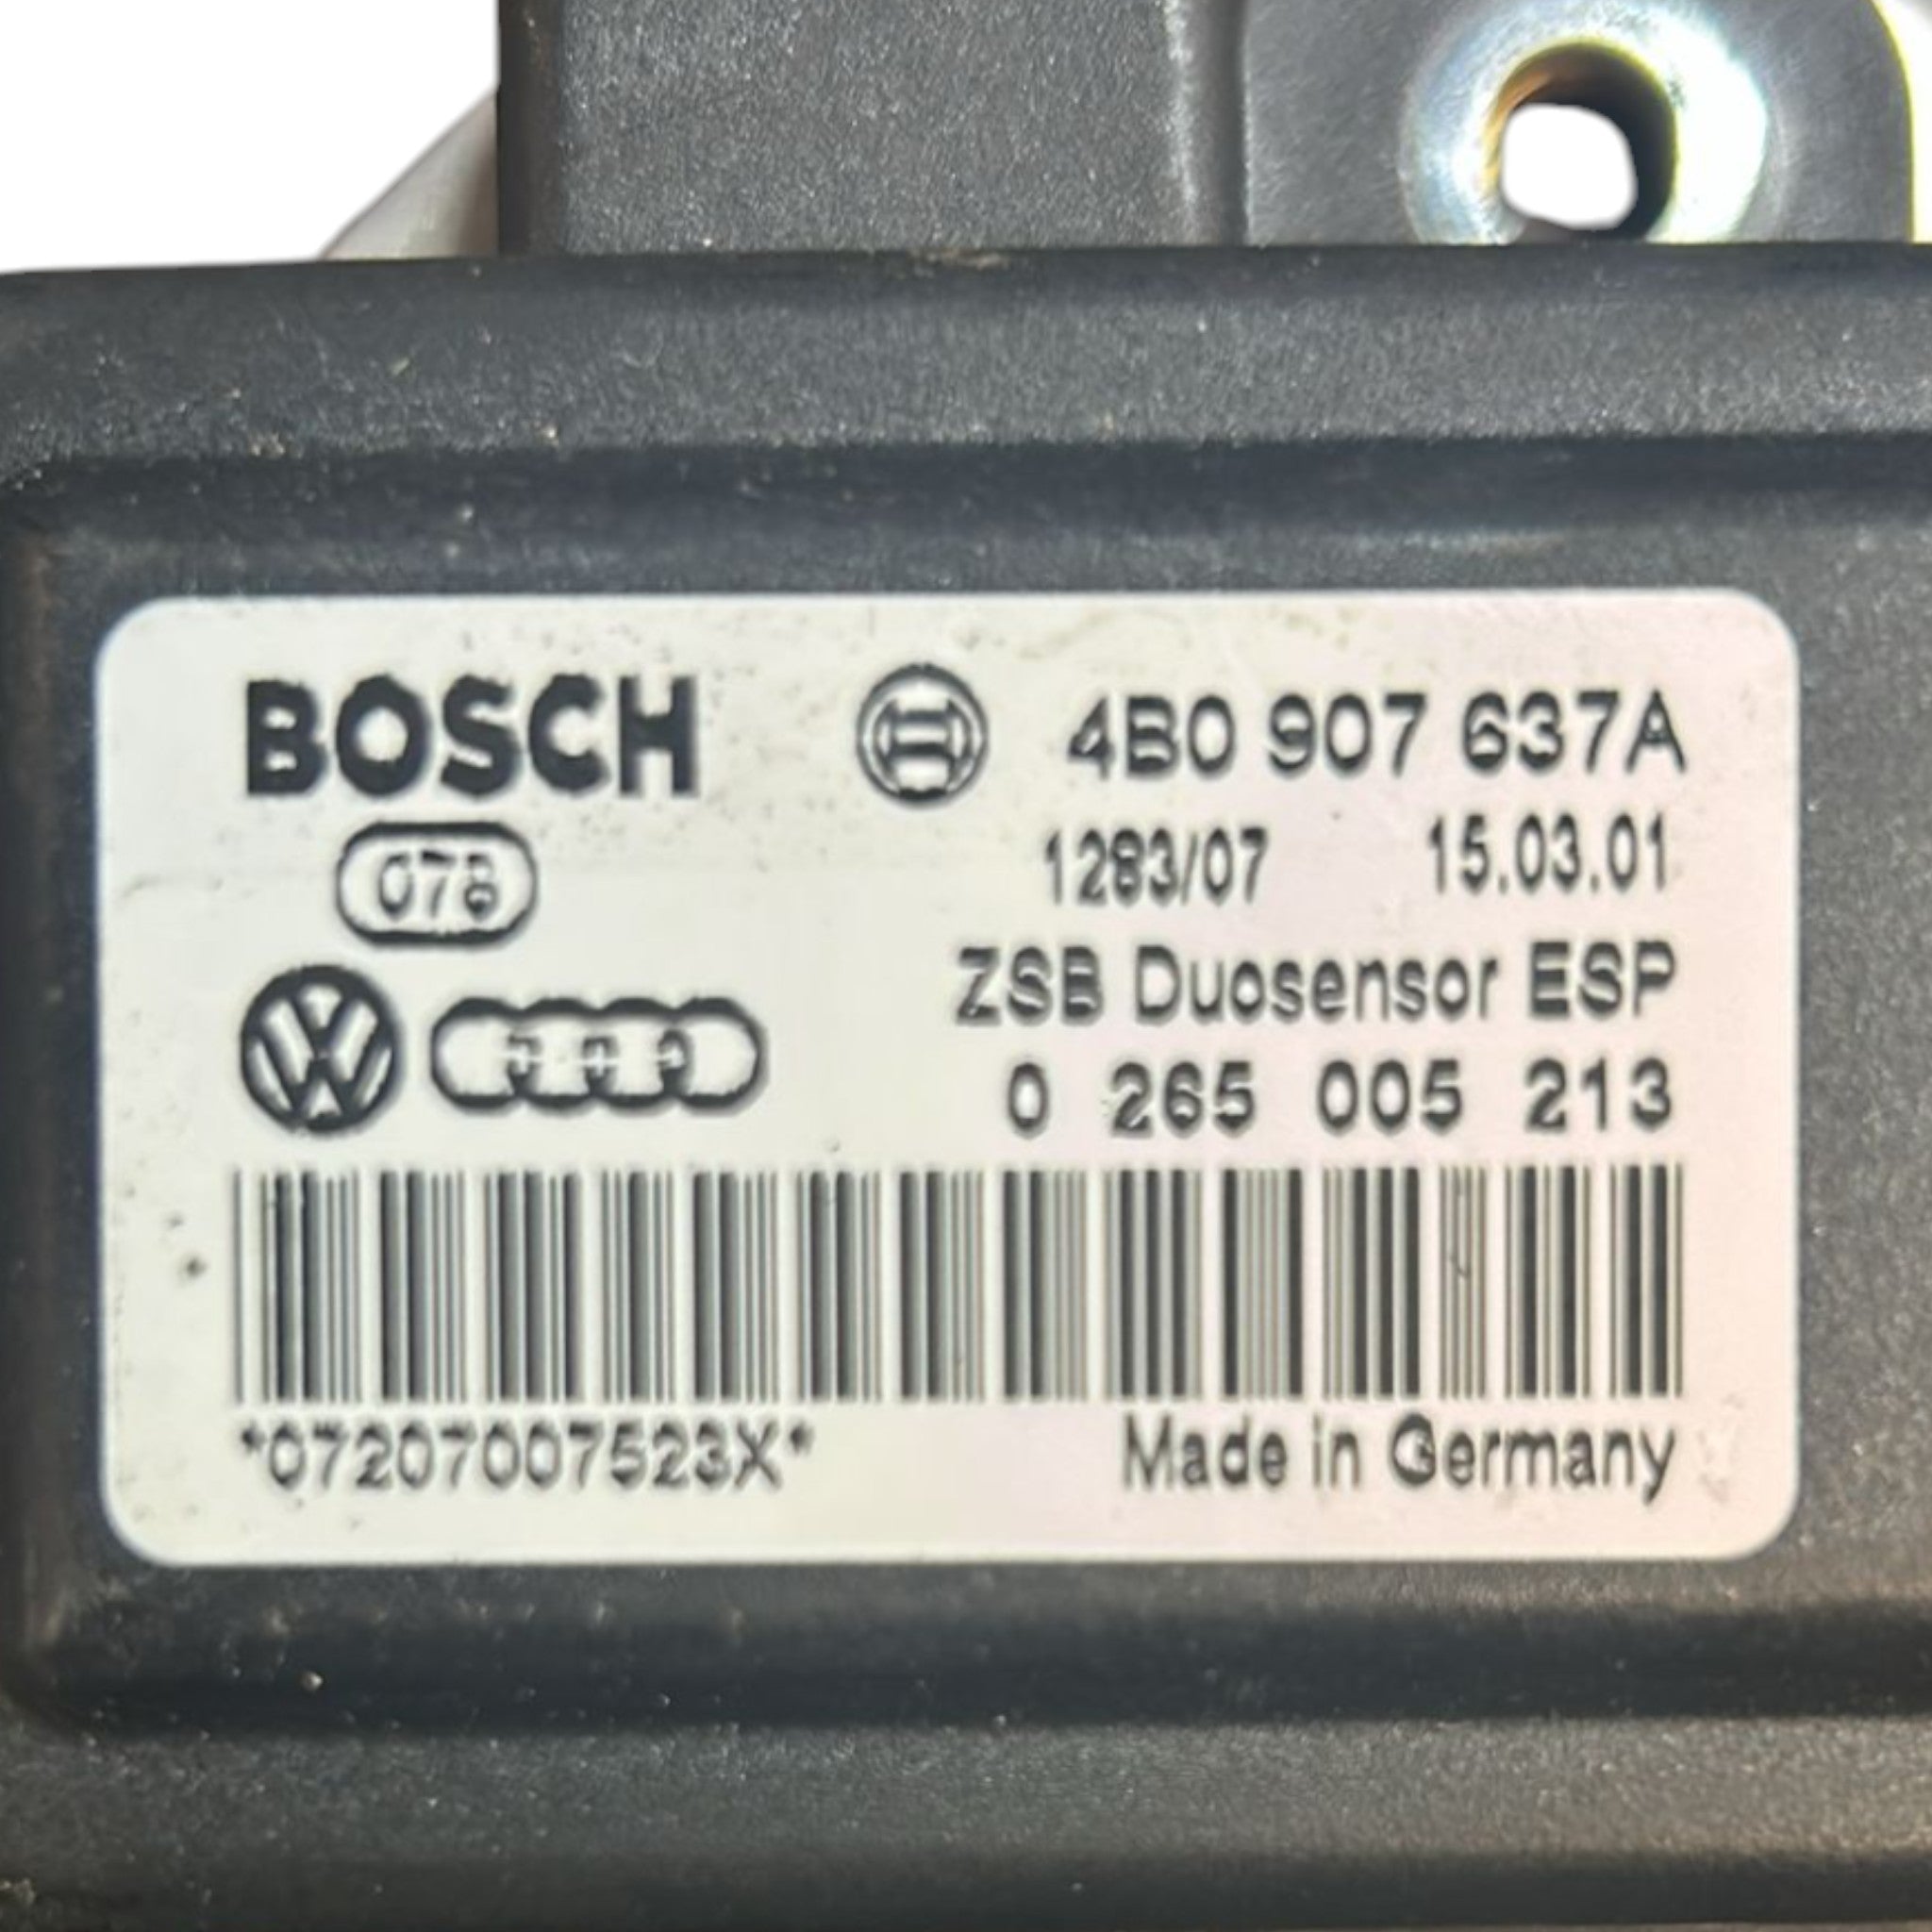 BOSCH 4B0 907 637A
078 1283/07 15.03.01
ZSB Duosensor ESP
0 265 005 213
*07207007523X* Made in Germany